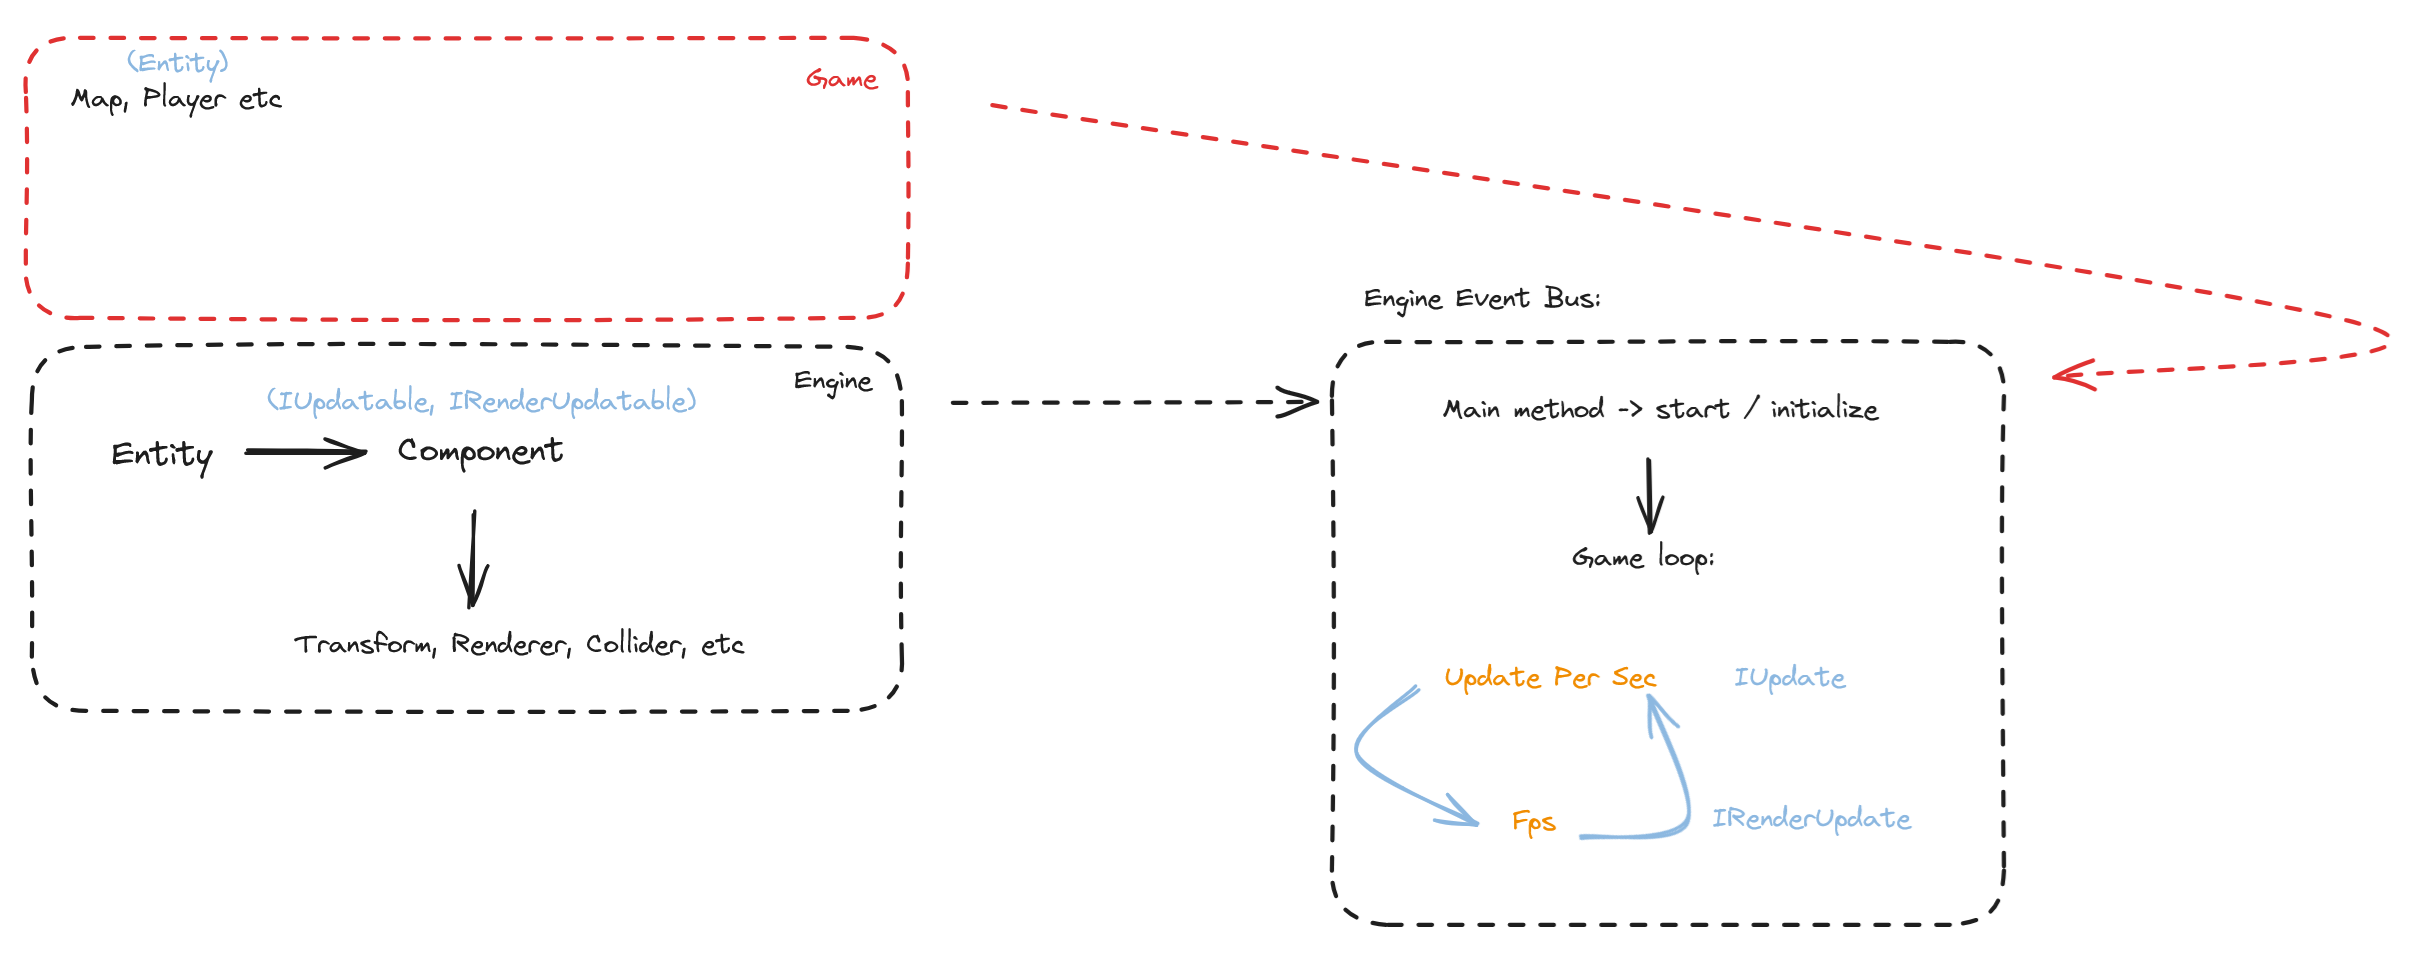 (Entity)
Map, Player etc
Game
Engine
(IUpdatable, IRenderUpdatable)
Entity
Component
Transform, Renderer, Collider, etc
Engine Event Bus:
Main method -> start / initialize
Game loop:
Update Per Sec
IUpdate
Fps
IRenderUpdate